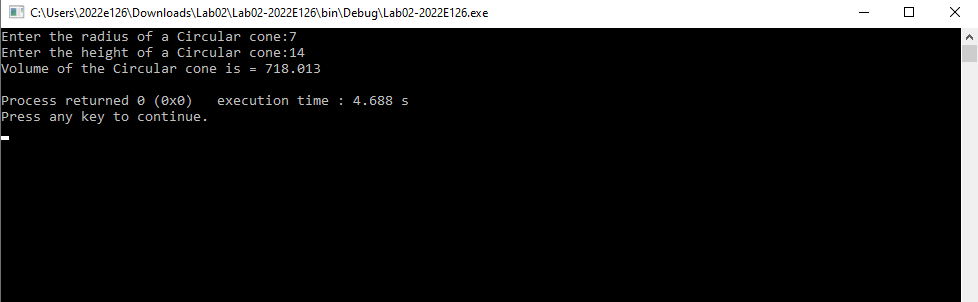 C:\Users\2022e126\Downloads\Lab02\Lab02-2022E126\bin\Debug\Lab02-2022E126.exe
Enter the radius of a Circular cone:7
Enter the height of a Circular cone:14
Volume of the Circular cone is = 718.013
Process returned 0 (0x0)   execution time : 4.688 s
Press any key to continue.